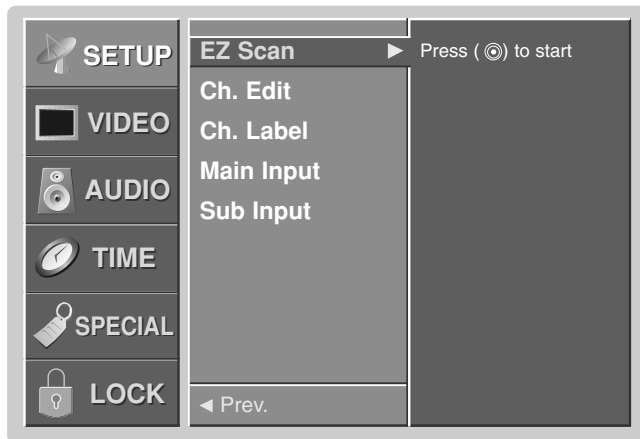 SETUP
VIDEO
AUDIO
TIME
SPECIAL
LOCK
EZ Scan ►
Ch. Edit
Ch. Label
Main Input
Sub Input
◄ Prev.
Press ( ◎) to start